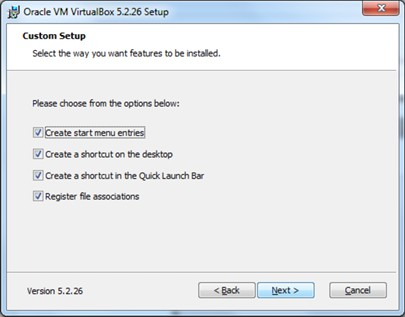 Oracle VM VirtualBox 5.2.26 Setup
Custom Setup
Select the way you want features to be installed.
Please choose from the options below:
Create start menu entries
Create a shortcut on the desktop
Create a shortcut in the Quick Launch Bar
Register file associations
Version 5.2.26
< Back
Next >
Cancel